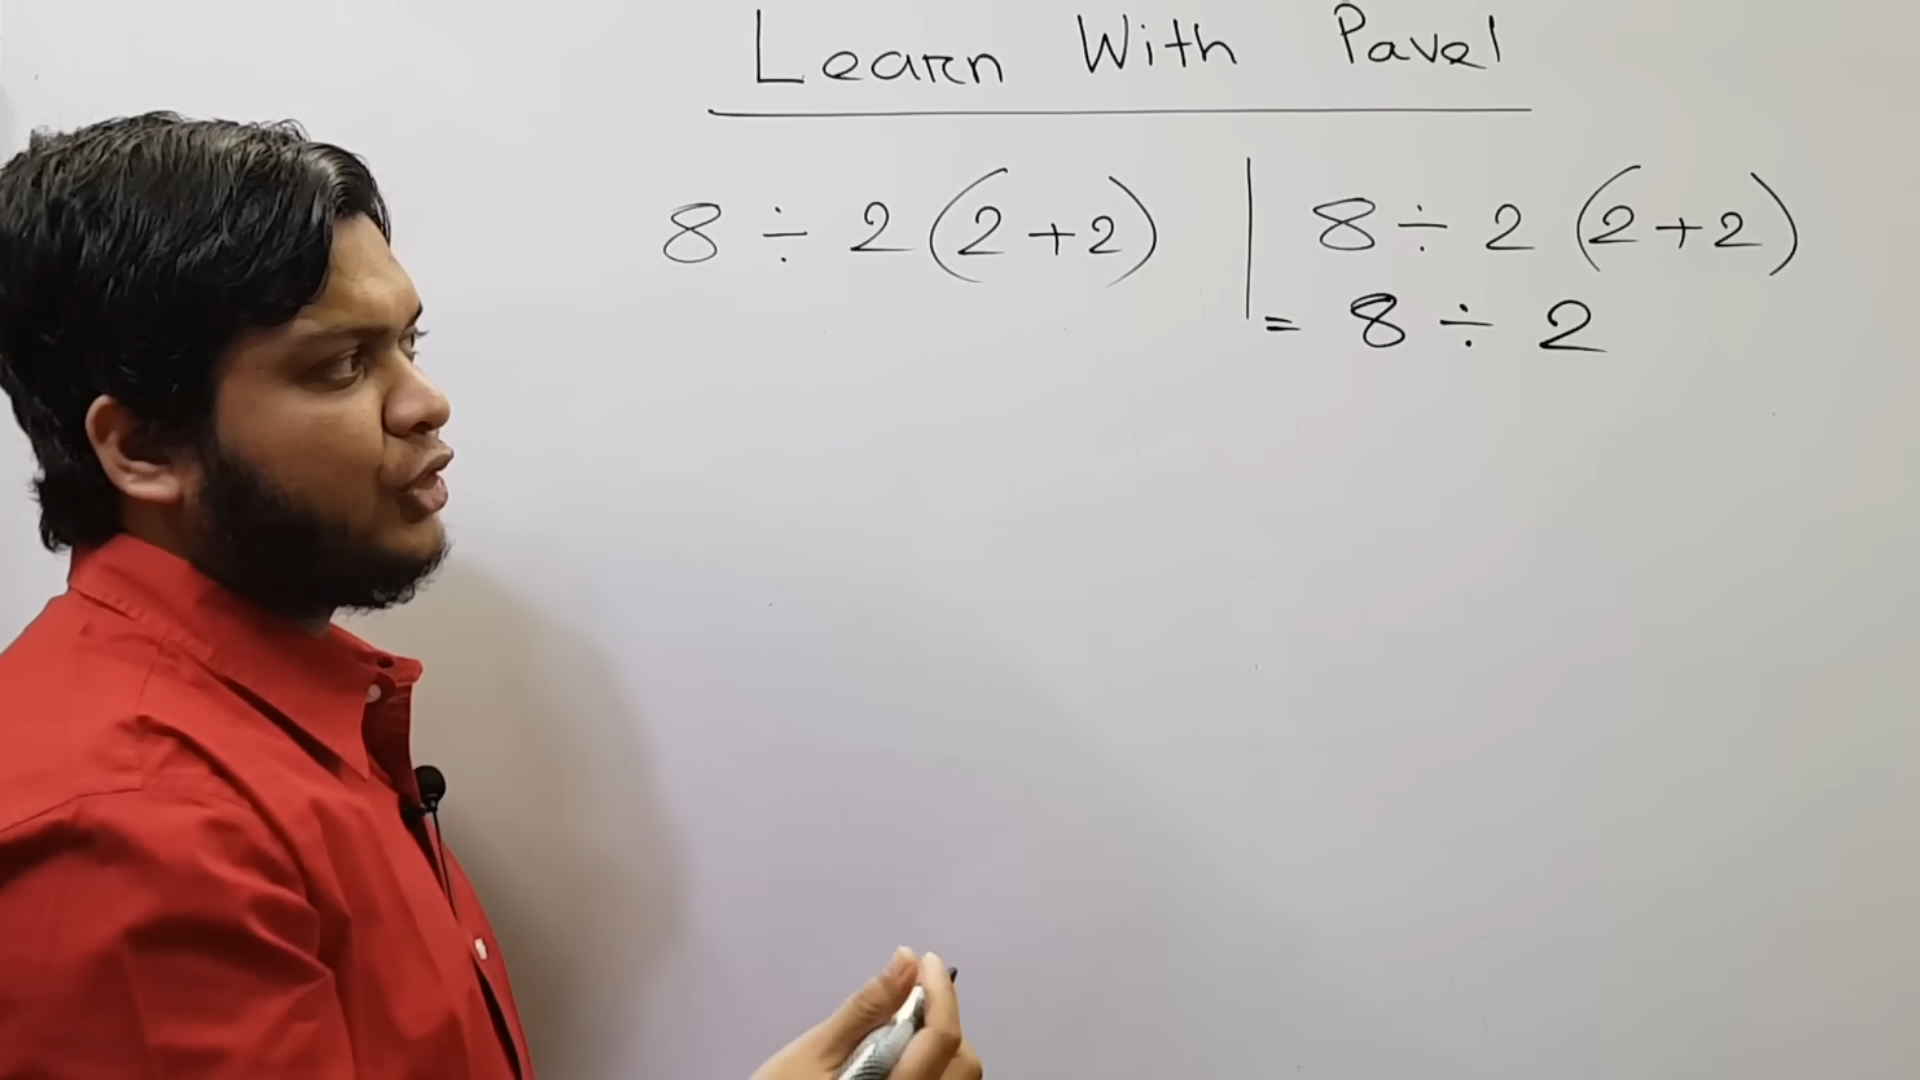 Learn With Pavel
8 ÷ 2 (2+2) | 8 ÷ 2 (2+2)
= 8 ÷ 2